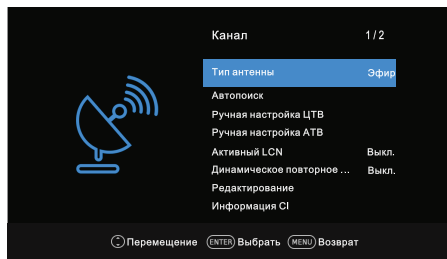 Канал 1/2
Тип антенны Эфир
Автопоиск
Ручная настройка ЦТВ
Ручная настройка АТВ
Активный LCN Выкл.
Динамическое повторное ... Выкл.
Редактирование
Информация CI
Перемещение ENTER Выбрать MENU Возврат